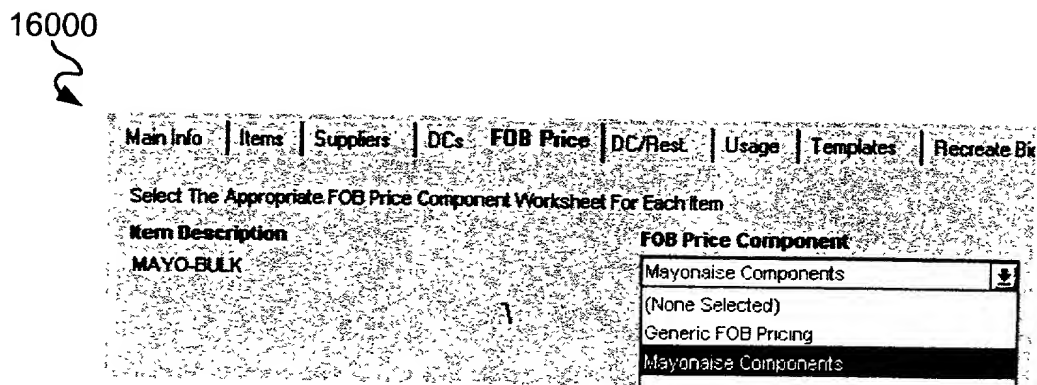 16000
Main Info | Items | Suppliers | DCs FOB Price | DC/Rest. | Usage | Templates | Recreate Bi
Select The Appropriate FOB Price Component Worksheet For Each Item
Item Description
FOB Price Component
MAYO-BULK
Mayonaise Components
(None Selected)
Generic FOB Pricing
Mayonaise Components